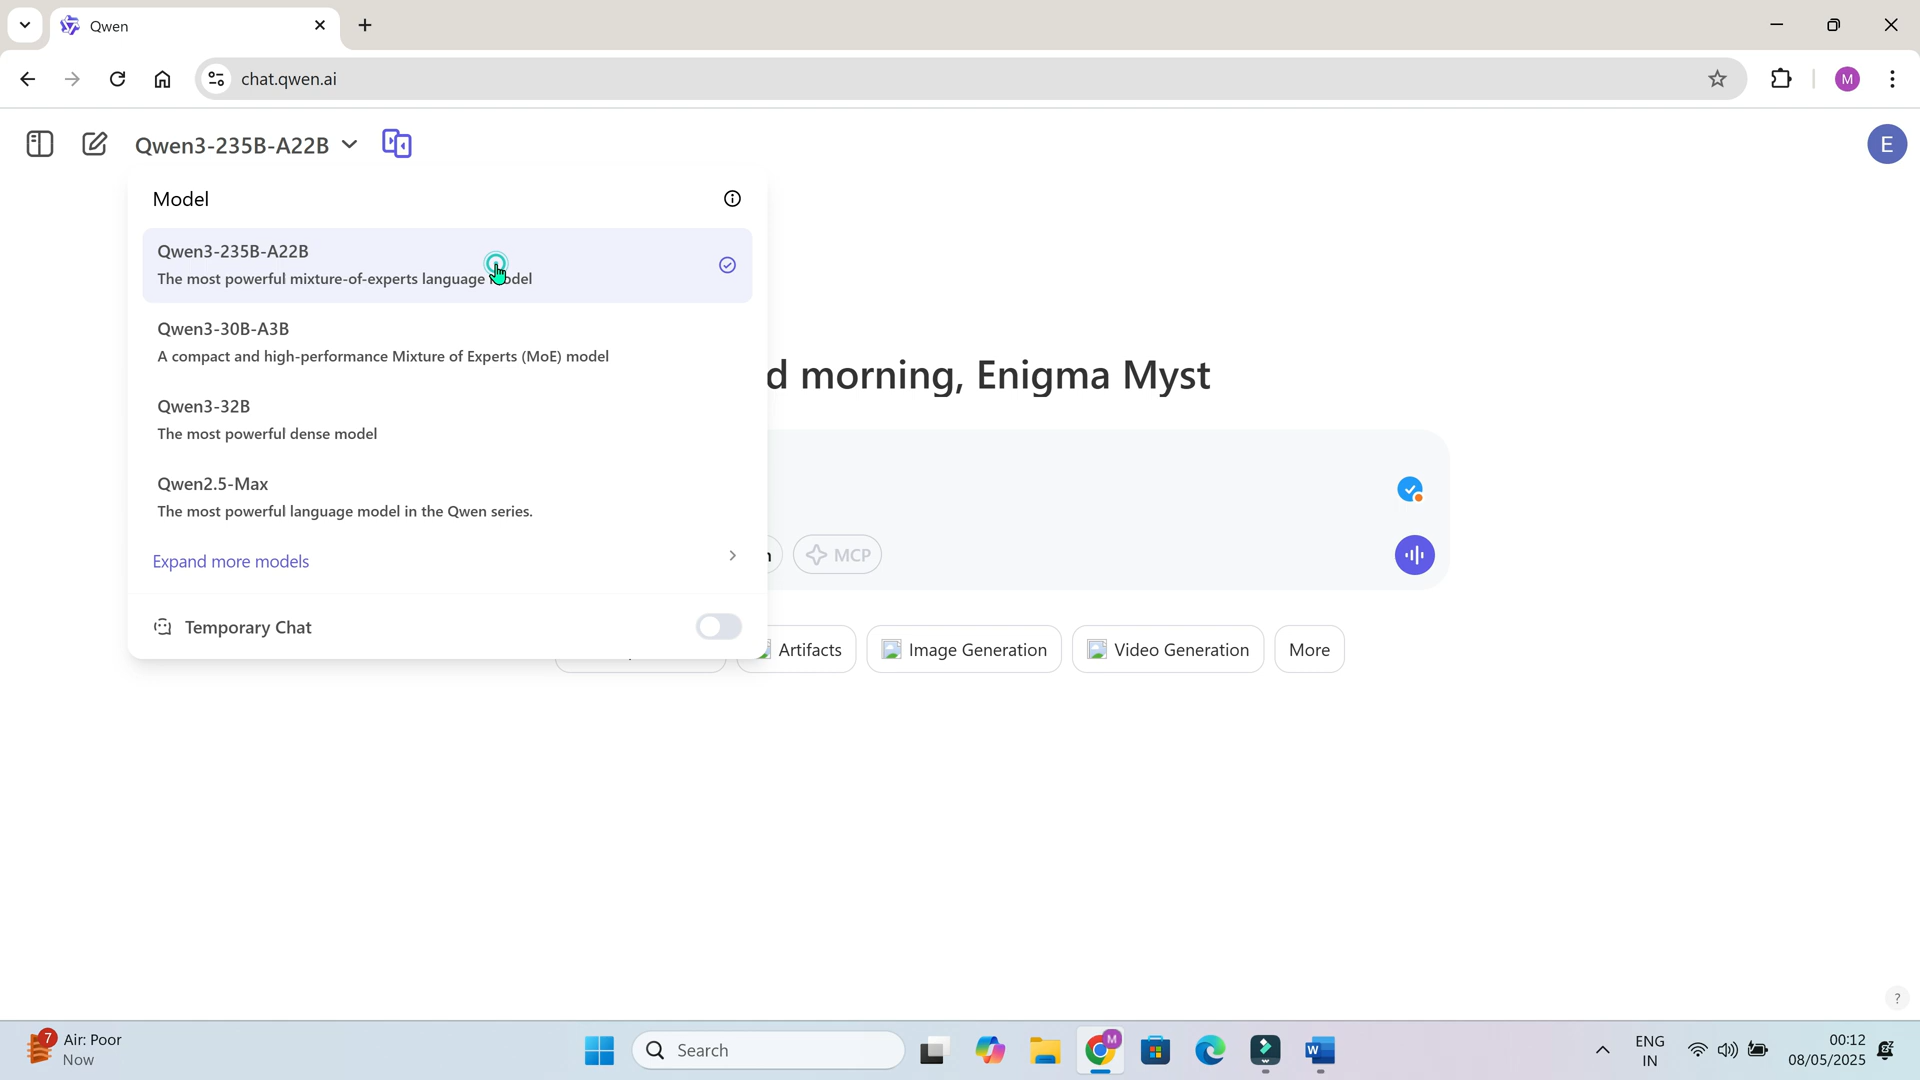 Qwen
chat.qwen.ai
M
Qwen3-235B-A22B
E
Model
Qwen3-235B-A22B
The most powerful mixture-of-experts language
Qwen3-30B-A3B
A compact and high-performance Mixture of Experts (MoE) model
Qwen3-32B
The most powerful dense model
Qwen2.5-Max
The most powerful language model in the Qwen series.
Expand more models
Temporary Chat
morning, Enigma Myst
MCP
Artifacts
Image Generation
Video Generation
More
?
7
Air: Poor
Now
Search
M
W
ENG
IN
00:12
08/05/2025